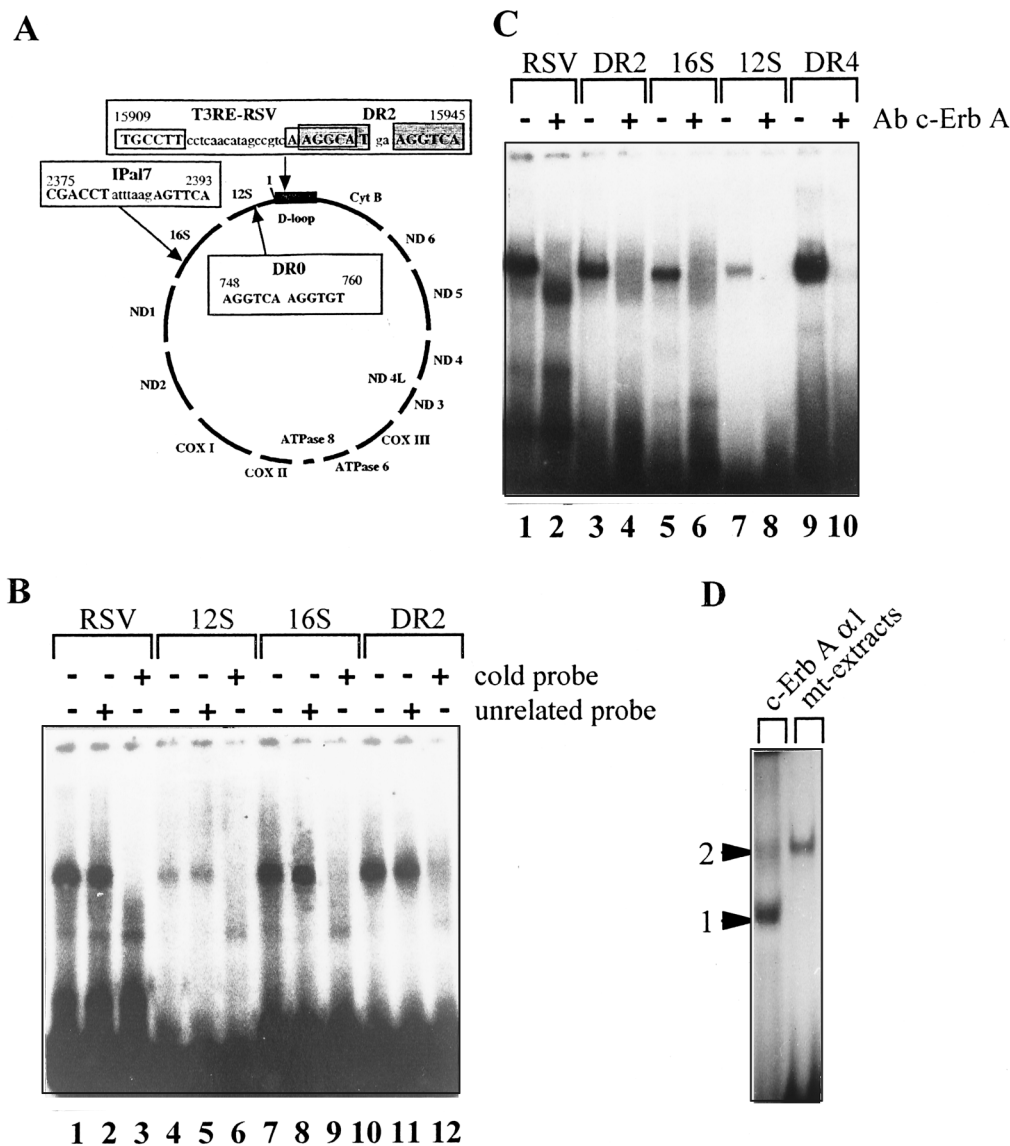 A
15909 T3RE-RSV DR2 15945
TGCCTT cctcaacatagccgtc A AGGCA T ga AGGTCA
IPal7
2375 2393
CGACCT atttaag AGTTCA
12S
1
D-loop
Cyt B
16S
ND 6
DR0
748 760
AGGTCA AGGTGT
ND 5
ND1
ND 4
ND2
ND 4L
ND 3
COX I
COX III
ATPase 8
COX II
ATPase 6
B
RSV 12S 16S DR2
- - + - - + - - + - - + cold probe
- + - - + - - + - - + - unrelated probe
1 2 3 4 5 6 7 8 9 10 11 12
C
RSV DR2 16S 12S DR4
- + - + - + - + - + Ab c-Erb A
1 2 3 4 5 6 7 8 9 10
D
c-Erb A α1
mt-extracts
2
1